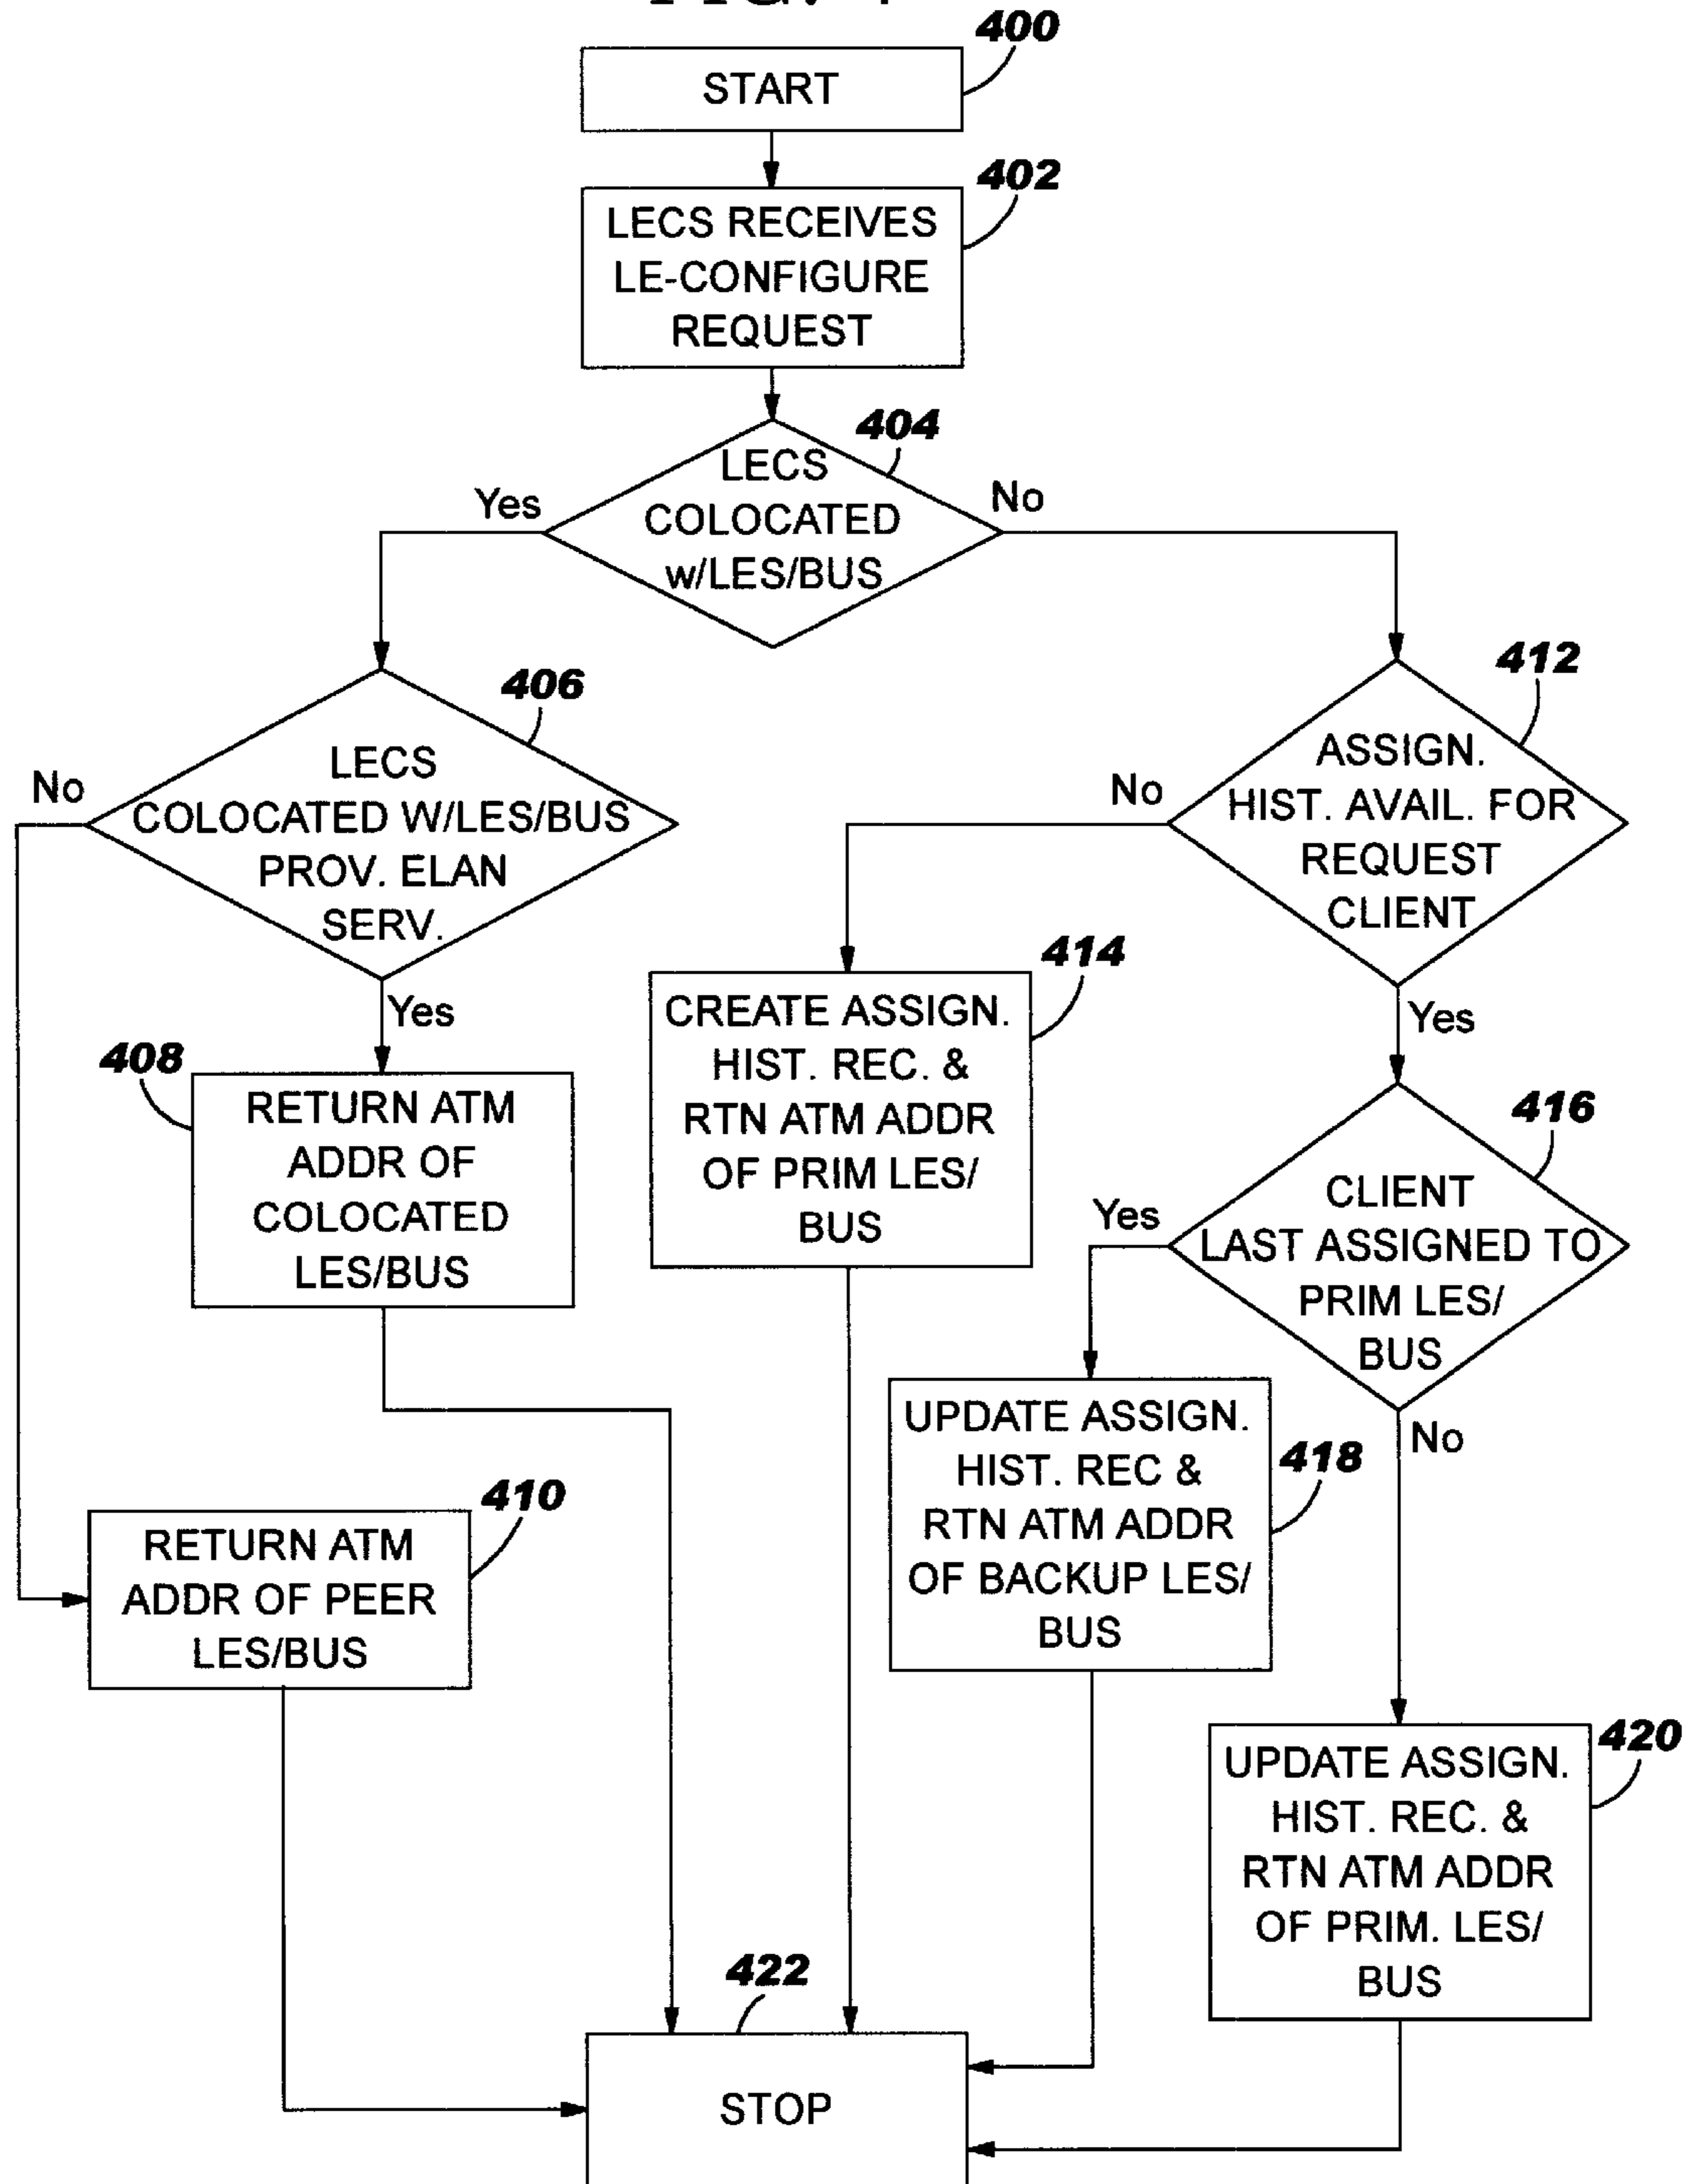 400
START
402
LECS RECEIVES
LE-CONFIGURE
REQUEST
404
LECS
COLOCATED
w/LES/BUS
Yes
No
406
LECS
COLOCATED W/LES/BUS
PROV. ELAN
SERV.
No
Yes
412
ASSIGN.
HIST. AVAIL. FOR
REQUEST
CLIENT
No
Yes
408
RETURN ATM
ADDR OF
COLOCATED
LES/BUS
414
CREATE ASSIGN.
HIST. REC. &
RTN ATM ADDR
OF PRIM LES/
BUS
416
CLIENT
LAST ASSIGNED TO
PRIM LES/
BUS
Yes
No
410
RETURN ATM
ADDR OF PEER
LES/BUS
418
UPDATE ASSIGN.
HIST. REC &
RTN ATM ADDR
OF BACKUP LES/
BUS
420
UPDATE ASSIGN.
HIST. REC. &
RTN ATM ADDR
OF PRIM. LES/
BUS
422
STOP